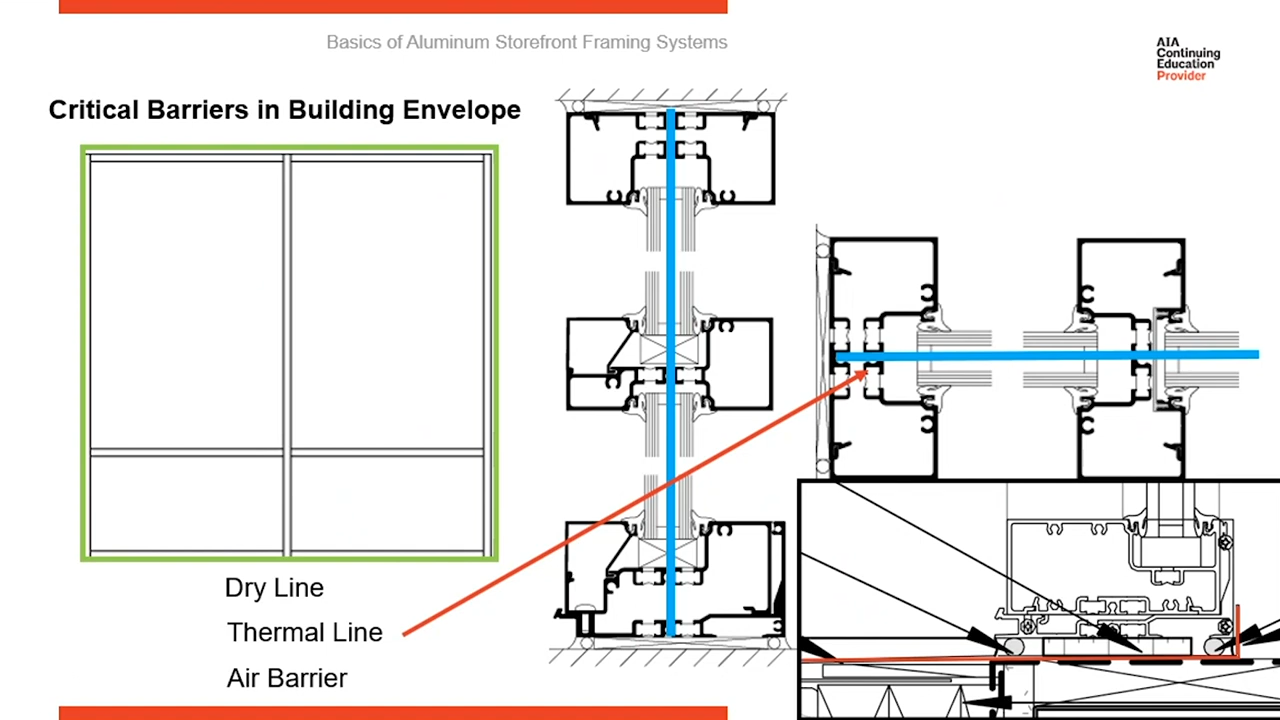 Basics of Aluminum Storefront Framing Systems
AIA
Continuing
Education
Provider
Critical Barriers in Building Envelope
Dry Line
Thermal Line
Air Barrier